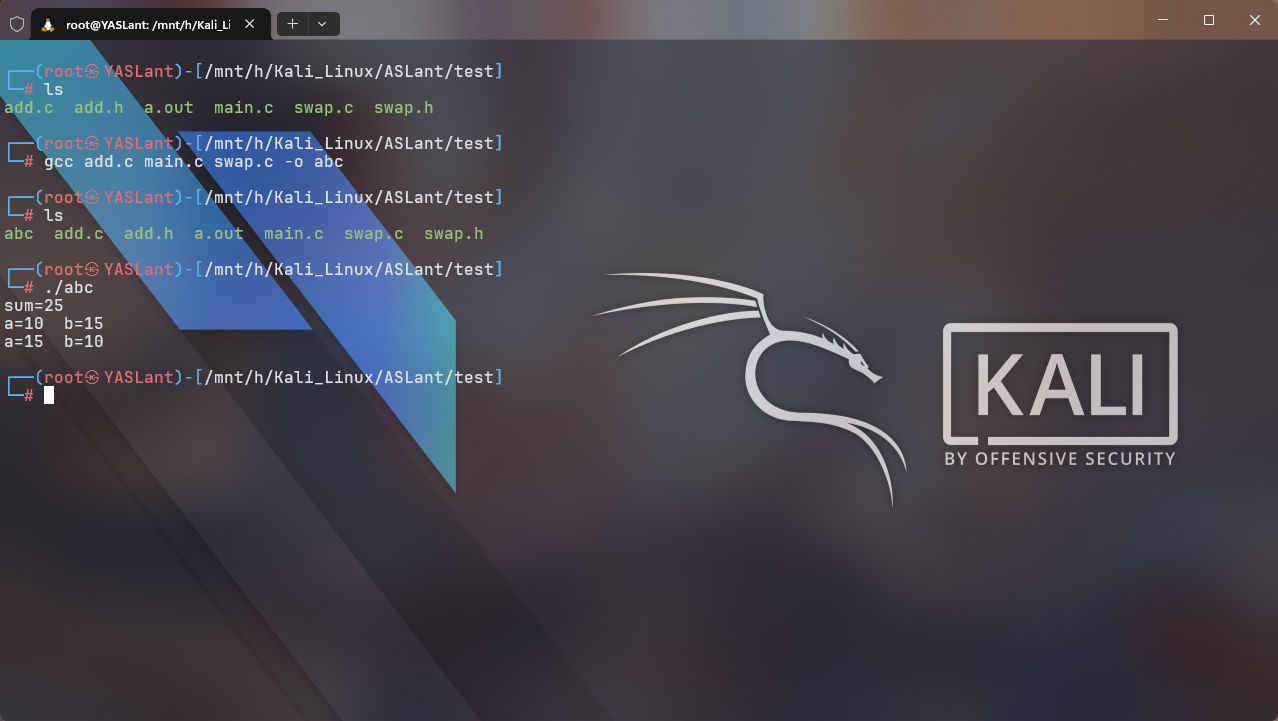 root@YASLant: /mnt/h/Kali_Li
┌──(root㉿YASLant)-[/mnt/h/Kali_Linux/ASLant/test]
└─# ls
add.c  add.h  a.out  main.c  swap.c  swap.h
┌──(root㉿YASLant)-[/mnt/h/Kali_Linux/ASLant/test]
└─# gcc add.c main.c swap.c -o abc
┌──(root㉿YASLant)-[/mnt/h/Kali_Linux/ASLant/test]
└─# ls
abc  add.c  add.h  a.out  main.c  swap.c  swap.h
┌──(root㉿YASLant)-[/mnt/h/Kali_Linux/ASLant/test]
└─# ./abc
sum=25
a=10  b=15
a=15  b=10
┌──(root㉿YASLant)-[/mnt/h/Kali_Linux/ASLant/test]
└─#
KALI
BY OFFENSIVE SECURITY